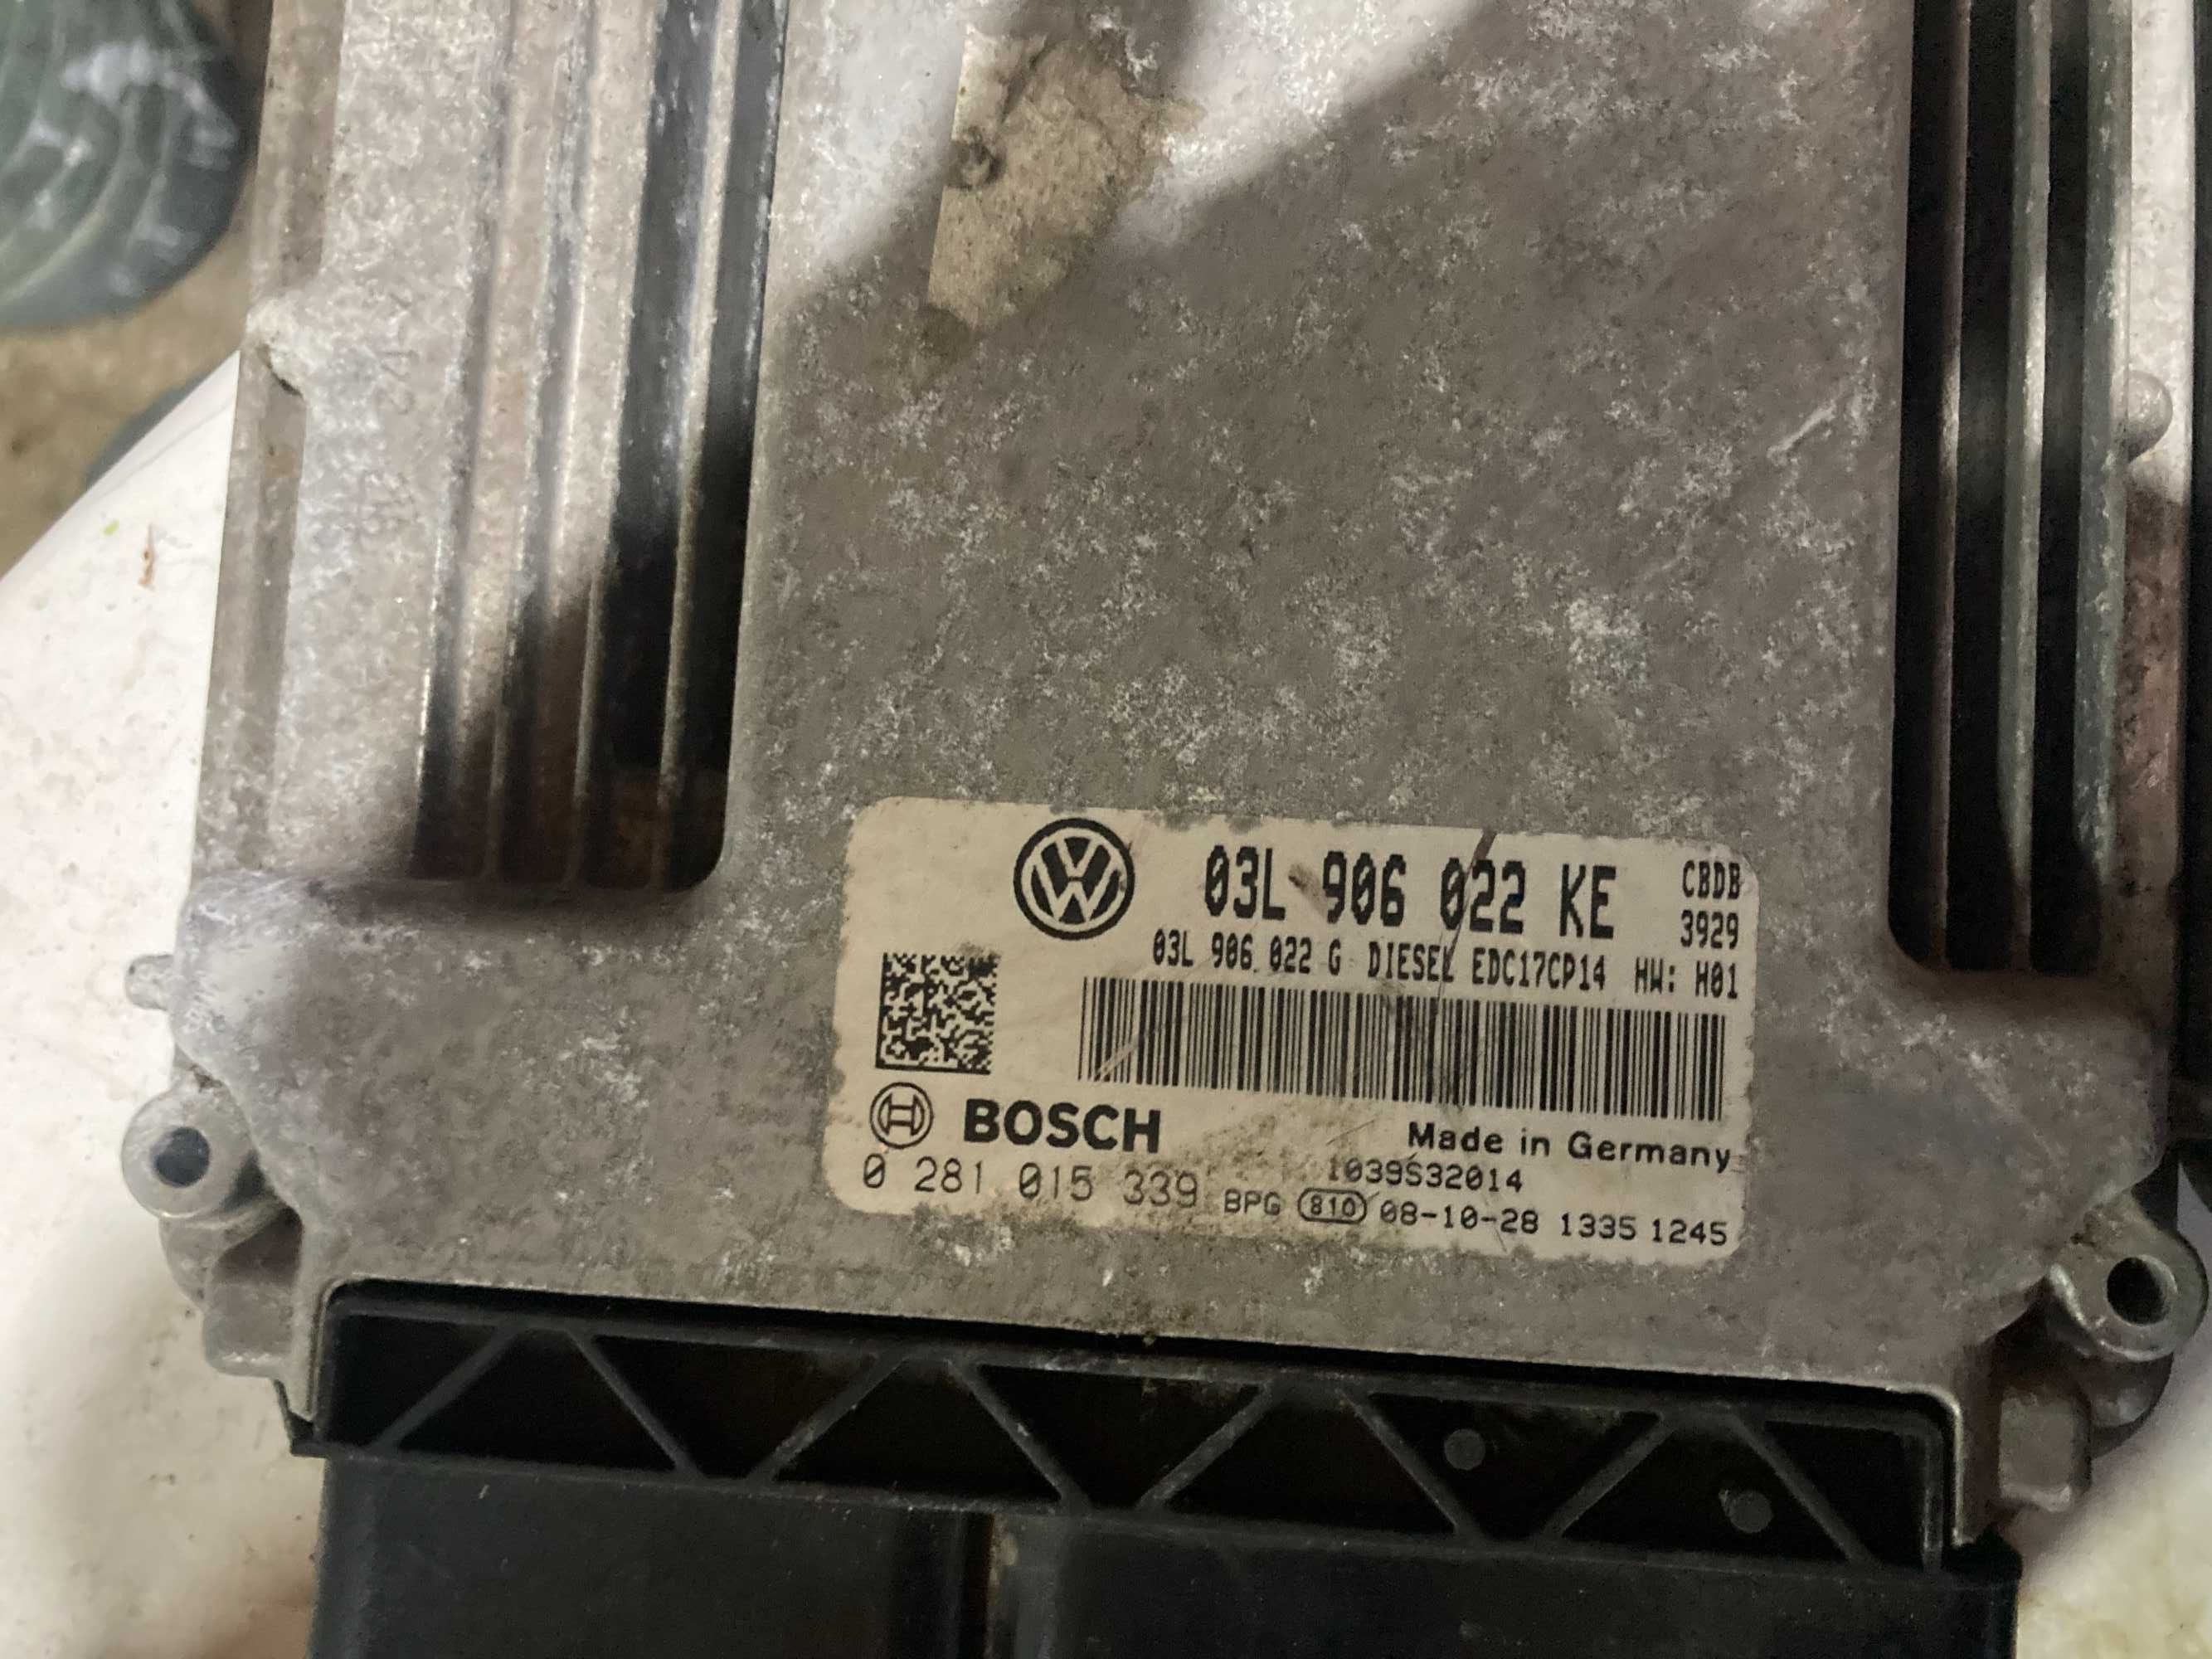 03L 906 022 KE CBDB
3929
03L 906 022 G DIESEL EDC17CP14 HW: H01
BOSCH
Made in Germany
1039S32014
0 281 015 339 BPG 810 08-10-28 1335 1245